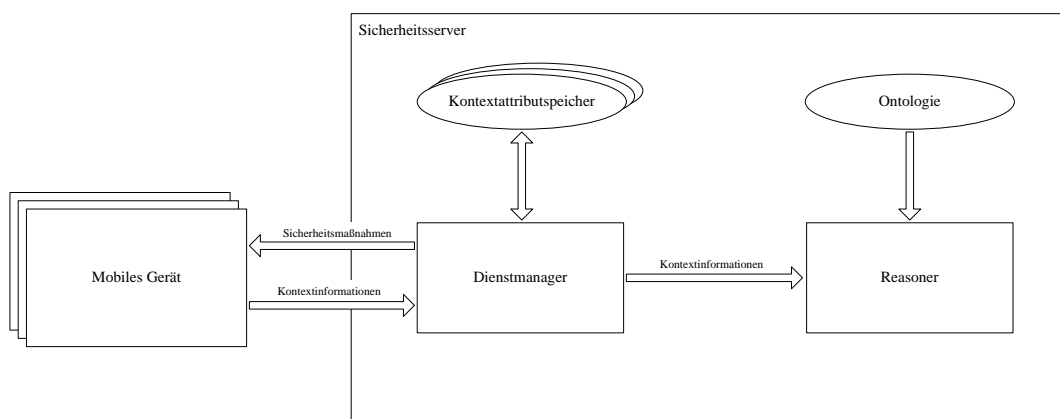 Sicherheitsserver
Kontextattributspeicher
Ontologie
Sicherheitsmaßnahmen
Mobiles Gerät
Dienstmanager
Kontextinformationen
Reasoner
Kontextinformationen